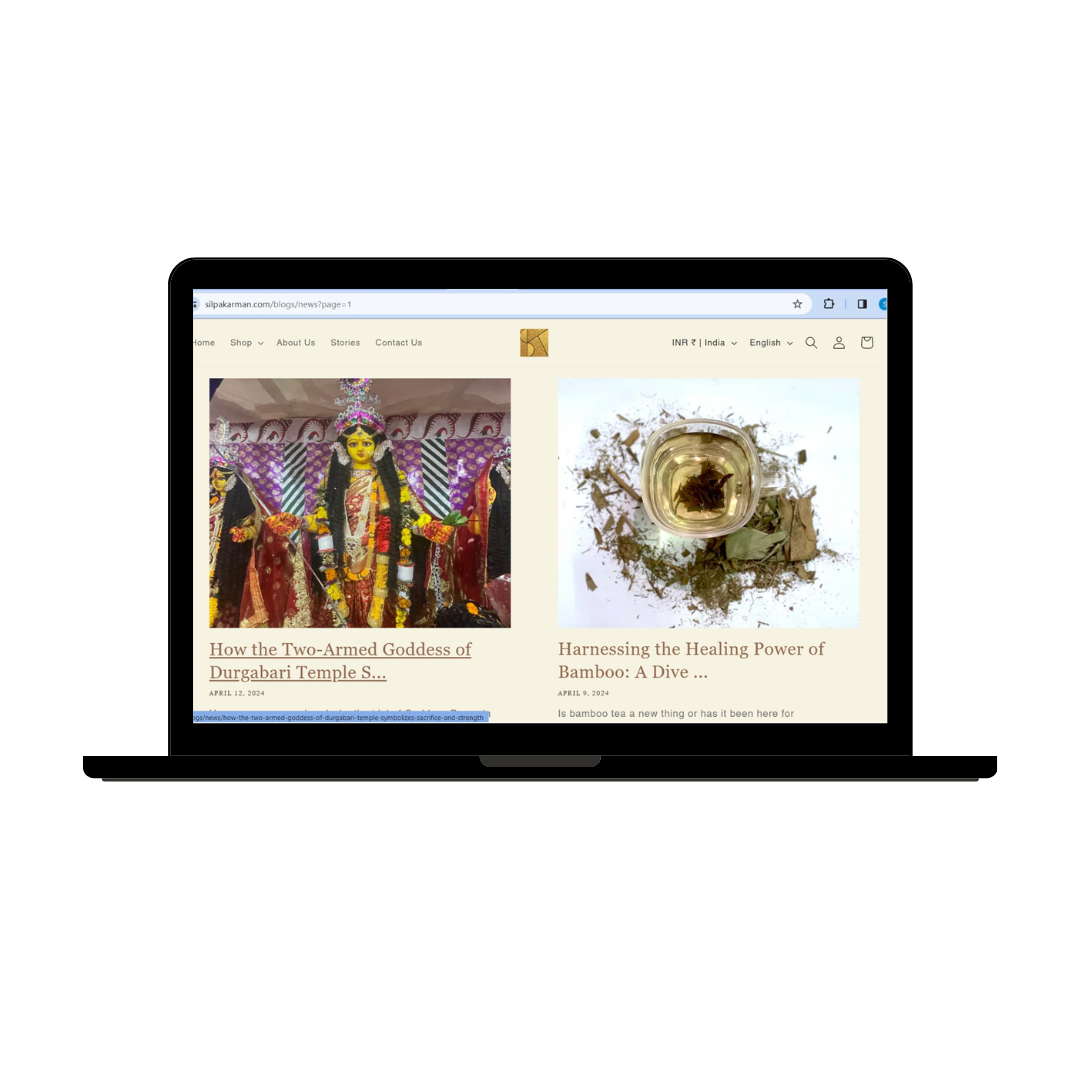 silpakarman.com/blogs/news?page=1
Home Shop About Us Stories Contact Us INR ₹ | India English
How the Two-Armed Goddess of
Durgabari Temple S...
APRIL 12, 2024
ogs/news/how-the-two-armed-goddess-of-durgabari-temple-symbolizes-sacrifice-and-strength
Harnessing the Healing Power of
Bamboo: A Dive ...
APRIL 9, 2024
Is bamboo tea a new thing or has it been here for